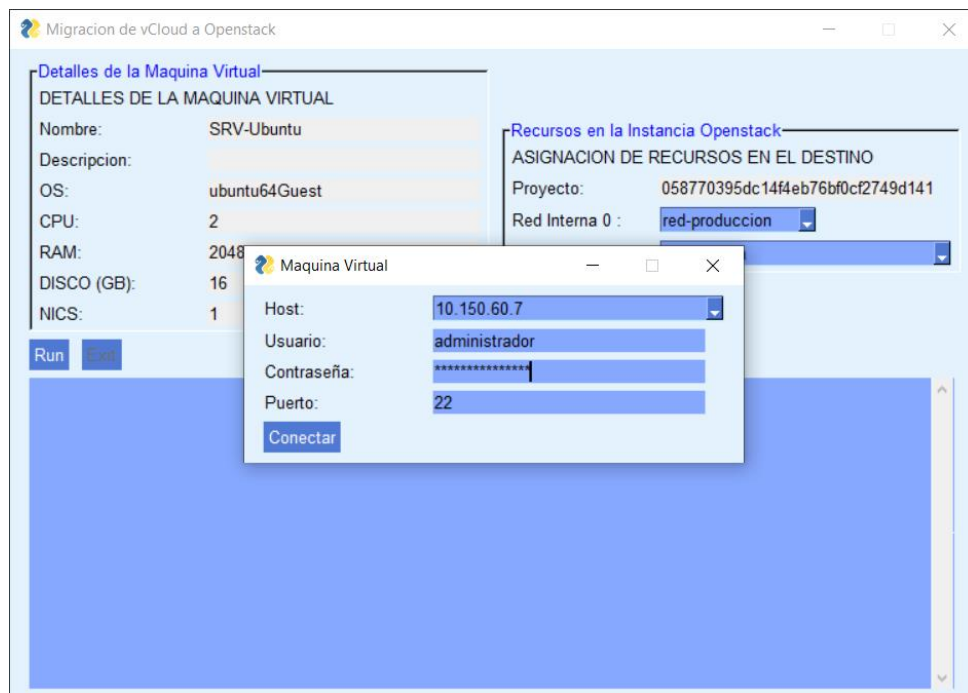 Migracion de vCloud a Openstack
Detalles de la Maquina Virtual
DETALLES DE LA MAQUINA VIRTUAL
Nombre: SRV-Ubuntu
Descripcion:
OS: ubuntu64Guest
CPU: 2
RAM: 2048
DISCO (GB): 16
NICS: 1
Run Exit
Recursos en la Instancia Openstack
ASIGNACION DE RECURSOS EN EL DESTINO
Proyecto: 058770395dc14f4eb76bf0cf2749d141
Red Interna 0 : red-produccion
Maquina Virtual
Host: 10.150.60.7
Usuario: administrador
Contraseña: ***************
Puerto: 22
Conectar